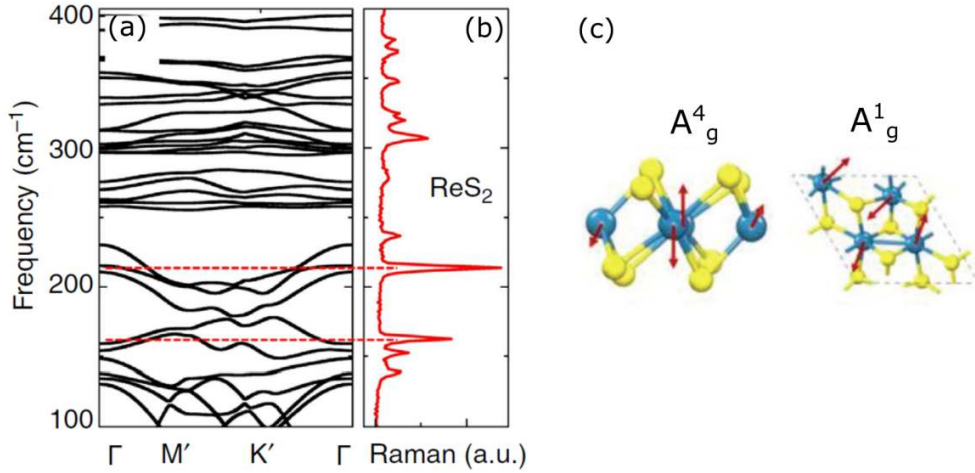 (a)
(b)
(c)
400
300
200
100
Frequency (cm⁻¹)
Γ M′ K′ Γ
ReS₂
Raman (a.u.)
A⁴g
A¹g